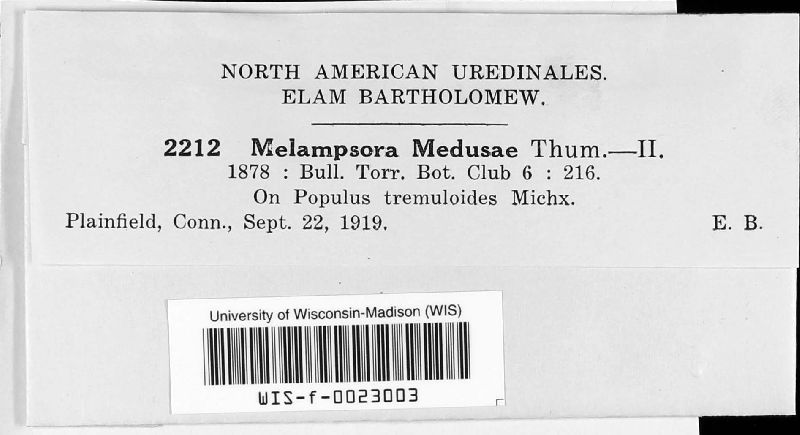 NORTH AMERICAN UREDINALES.
ELAM BARTHOLOMEW.
2212 Melampsora Medusae Thum.—II.
1878 : Bull. Torr. Bot. Club 6 : 216.
On Populus tremuloides Michx.
Plainfield, Conn., Sept. 22, 1919. E. B.
University of Wisconsin-Madison (WIS)
WIS-f-0023003